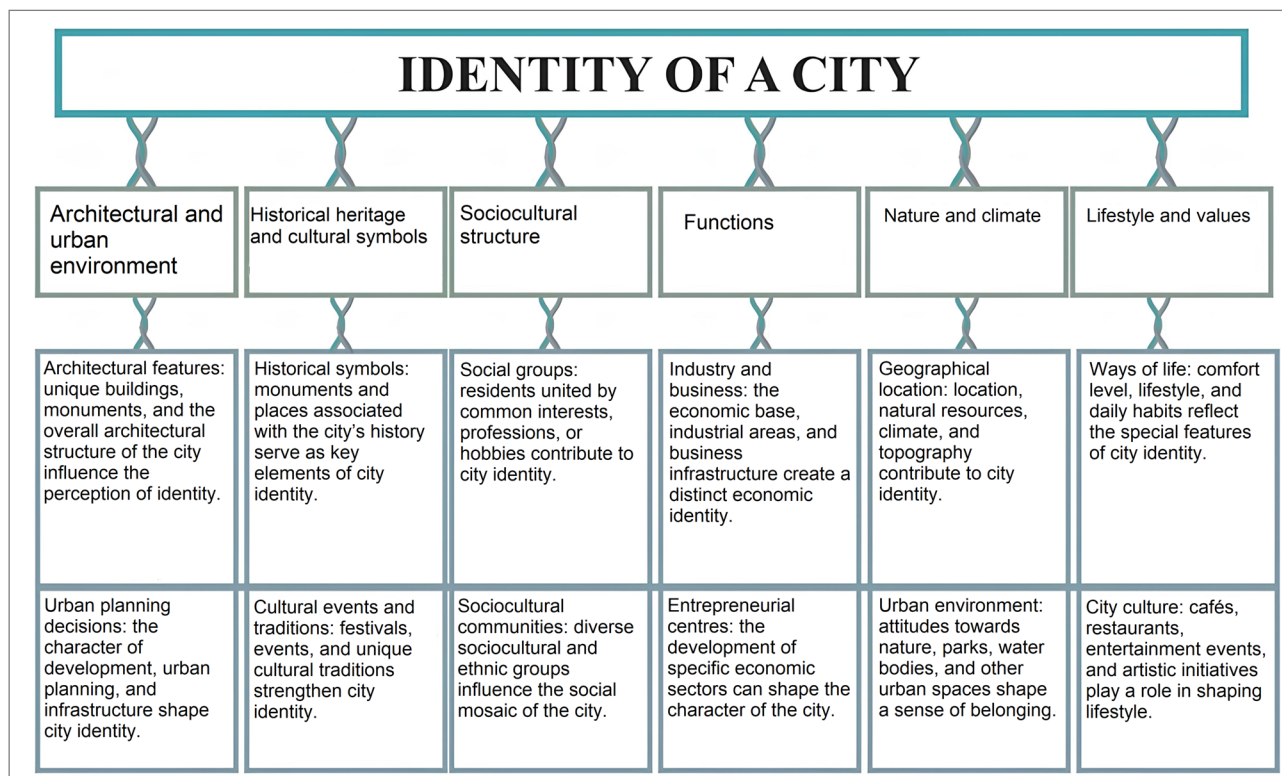 IDENTITY OF A CITY
Architectural and
urban
environment
Historical heritage
and cultural symbols
Sociocultural
structure
Functions
Nature and climate
Lifestyle and values
Architectural features:
unique buildings,
monuments, and the
overall architectural
structure of the city
influence the
perception of identity.
Historical symbols:
monuments and
places associated
with the city’s history
serve as key
elements of city
identity.
Social groups:
residents united by
common interests,
professions, or
hobbies contribute to
city identity.
Industry and
business: the
economic base,
industrial areas, and
business
infrastructure create a
distinct economic
identity.
Geographical
location: location,
natural resources,
climate, and
topography
contribute to city
identity.
Ways of life: comfort
level, lifestyle, and
daily habits reflect
the special features
of city identity.
Urban planning
decisions: the
character of
development, urban
planning, and
infrastructure shape
city identity.
Cultural events and
traditions: festivals,
events, and unique
cultural traditions
strengthen city
identity.
Sociocultural
communities: diverse
sociocultural and
ethnic groups
influence the social
mosaic of the city.
Entrepreneurial
centres: the
development of
specific economic
sectors can shape the
character of the city.
Urban environment:
attitudes towards
nature, parks, water
bodies, and other
urban spaces shape
a sense of belonging.
City culture: cafés,
restaurants,
entertainment events,
and artistic initiatives
play a role in shaping
lifestyle.